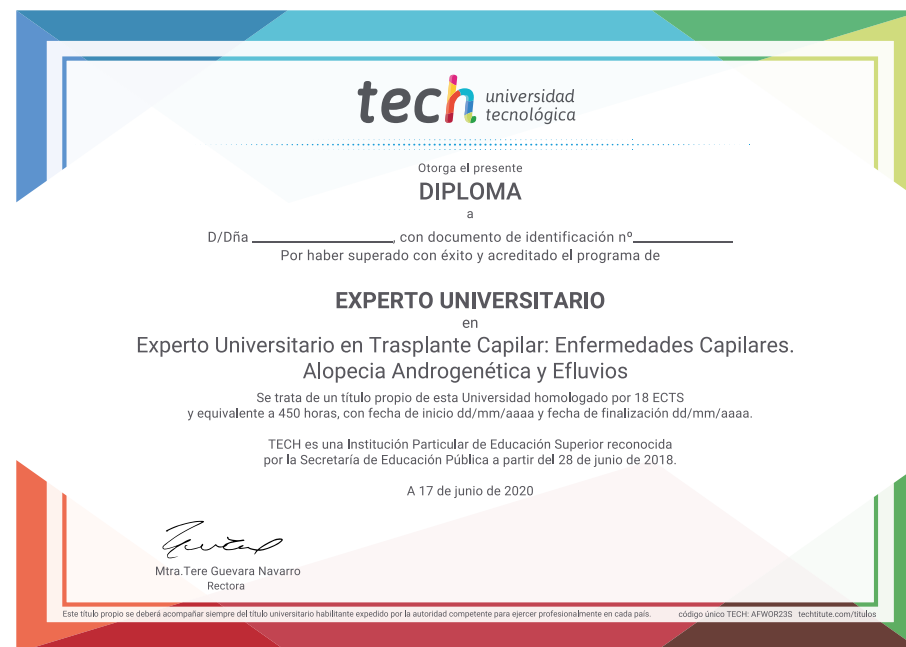 tech universidad
tecnológica
Otorga el presente
DIPLOMA
a
D/Dña ____________________, con documento de identificación nº______________
Por haber superado con éxito y acreditado el programa de
EXPERTO UNIVERSITARIO
en
Experto Universitario en Trasplante Capilar: Enfermedades Capilares.
Alopecia Androgenética y Efluvios
Se trata de un título propio de esta Universidad homologado por 18 ECTS
y equivalente a 450 horas, con fecha de inicio dd/mm/aaaa y fecha de finalización dd/mm/aaaa.
TECH es una Institución Particular de Educación Superior reconocida
por la Secretaría de Educación Pública a partir del 28 de junio de 2018.
A 17 de junio de 2020
Mtra.Tere Guevara Navarro
Rectora
Este título propio se deberá acompañar siempre del título universitario habilitante expedido por la autoridad competente para ejercer profesionalmente en cada país. código único TECH: AFWOR23S techtitute.com/titulos